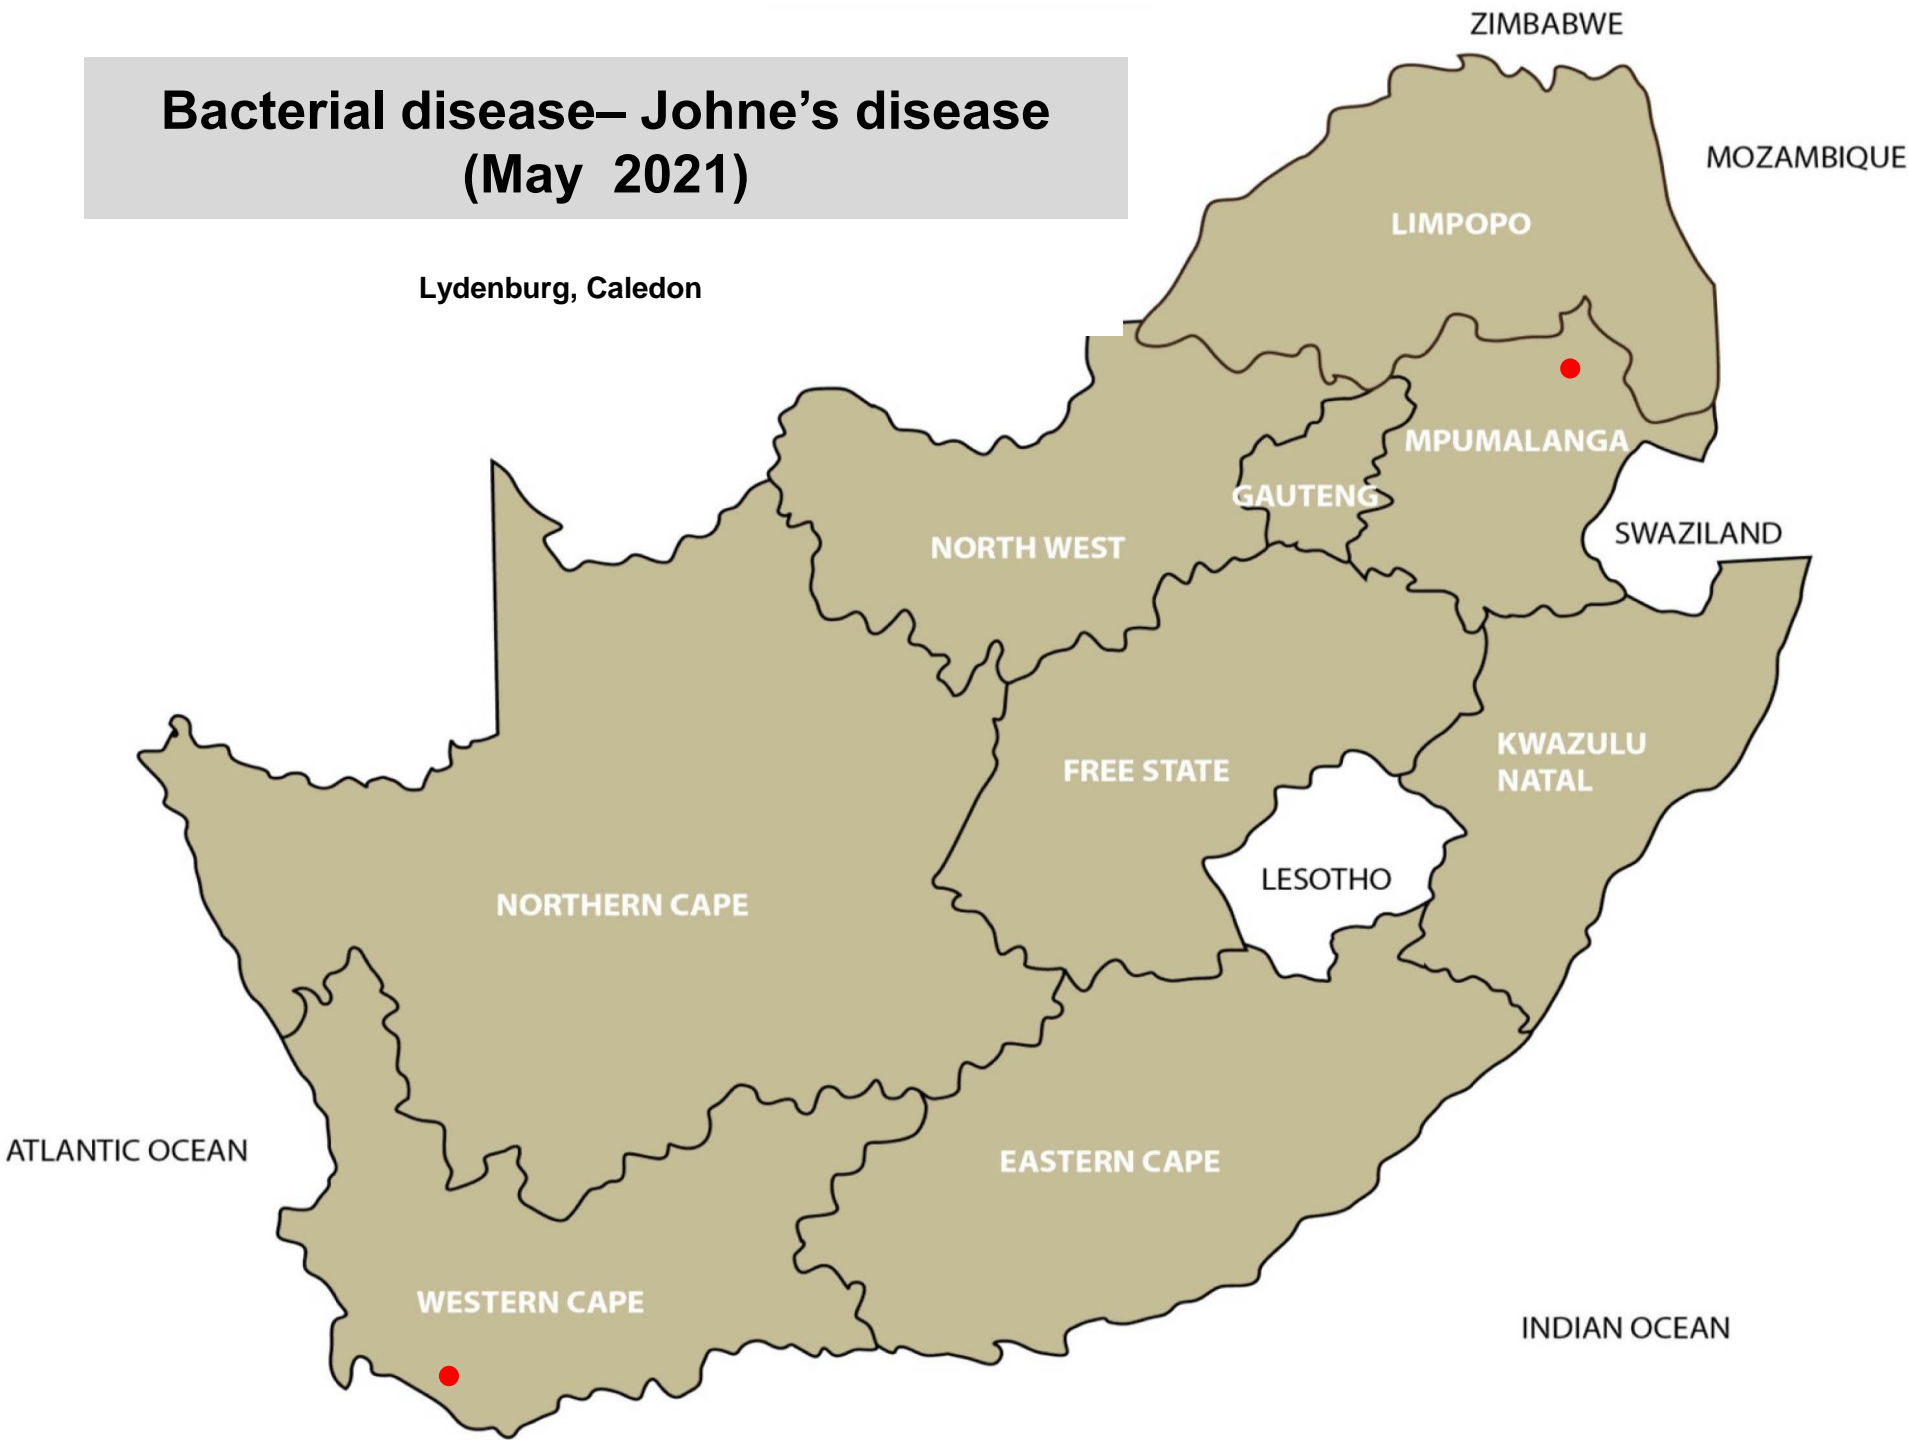 ZIMBABWE
Bacterial disease– Johne’s disease
(May  2021)
MOZAMBIQUE
LIMPOPO
Lydenburg, Caledon
MPUMALANGA
GAUTENG
SWAZILAND
NORTH WEST
KWAZULU
NATAL
FREE STATE
LESOTHO
NORTHERN CAPE
ATLANTIC OCEAN
EASTERN CAPE
WESTERN CAPE
INDIAN OCEAN